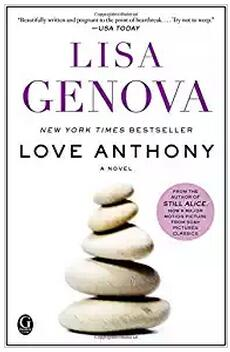 "Beautifully written and poignant to the point of heartbreak. . . . Try not to weep."
—USA TODAY
LISA
GENOVA
NEW YORK TIMES BESTSELLER
LOVE ANTHONY
A NOVEL
FROM THE
AUTHOR OF
STILL ALICE,
NOW A MAJOR
MOTION PICTURE
FROM SONY
PICTURES
CLASSICS
G